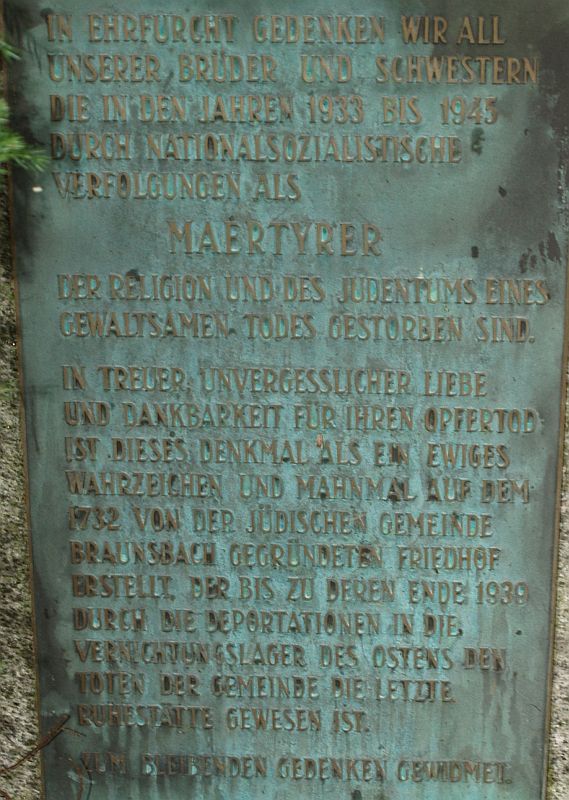 IN EHRFURCHT GEDENKEN WIR ALL
UNSERER BRÜDER UND SCHWESTERN
DIE IN DEN JAHREN 1933 BIS 1945
DURCH NATIONALSOZIALISTISCHE
VERFOLGUNGEN ALS
MAERTYRER
DER RELIGION UND DES JUDENTUMS EINES
GEWALTSAMEN TODES GESTORBEN SIND.
IN TREUER, UNVERGESSLICHER LIEBE
UND DANKBARKEIT FÜR IHREN OPFERTOD
IST DIESES DENKMAL ALS EIN EWIGES
WAHRZEICHEN UND MAHNMAL AUF DEM
1732 VON DER JÜDISCHEN GEMEINDE
BRAUNSBACH GEGRÜNDETEN FRIEDHOF
ERSTELLT, DER BIS ZU DEREN ENDE 1939
DURCH DIE DEPORTATIONEN IN DIE
VERNICHTUNGSLAGER DES OSTENS DEN
TOTEN DER GEMEINDE DIE LETZTE
RUHESTÄTTE GEWESEN IST.
ZUM BLEIBENDEN GEDENKEN GEWIDMET.